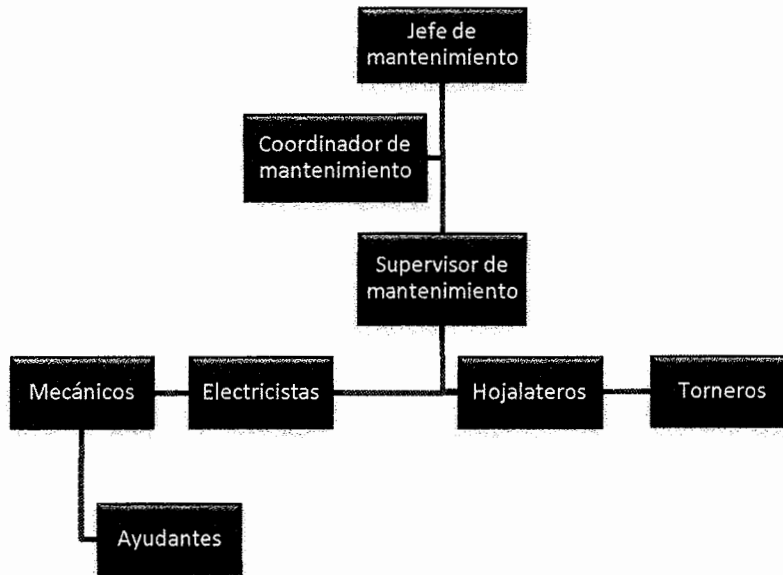 Jefe de
mantenimiento
Coordinador de
mantenimiento
Supervisor de
mantenimiento
Mecánicos
Electricistas
Hojalateros
Torneros
Ayudantes